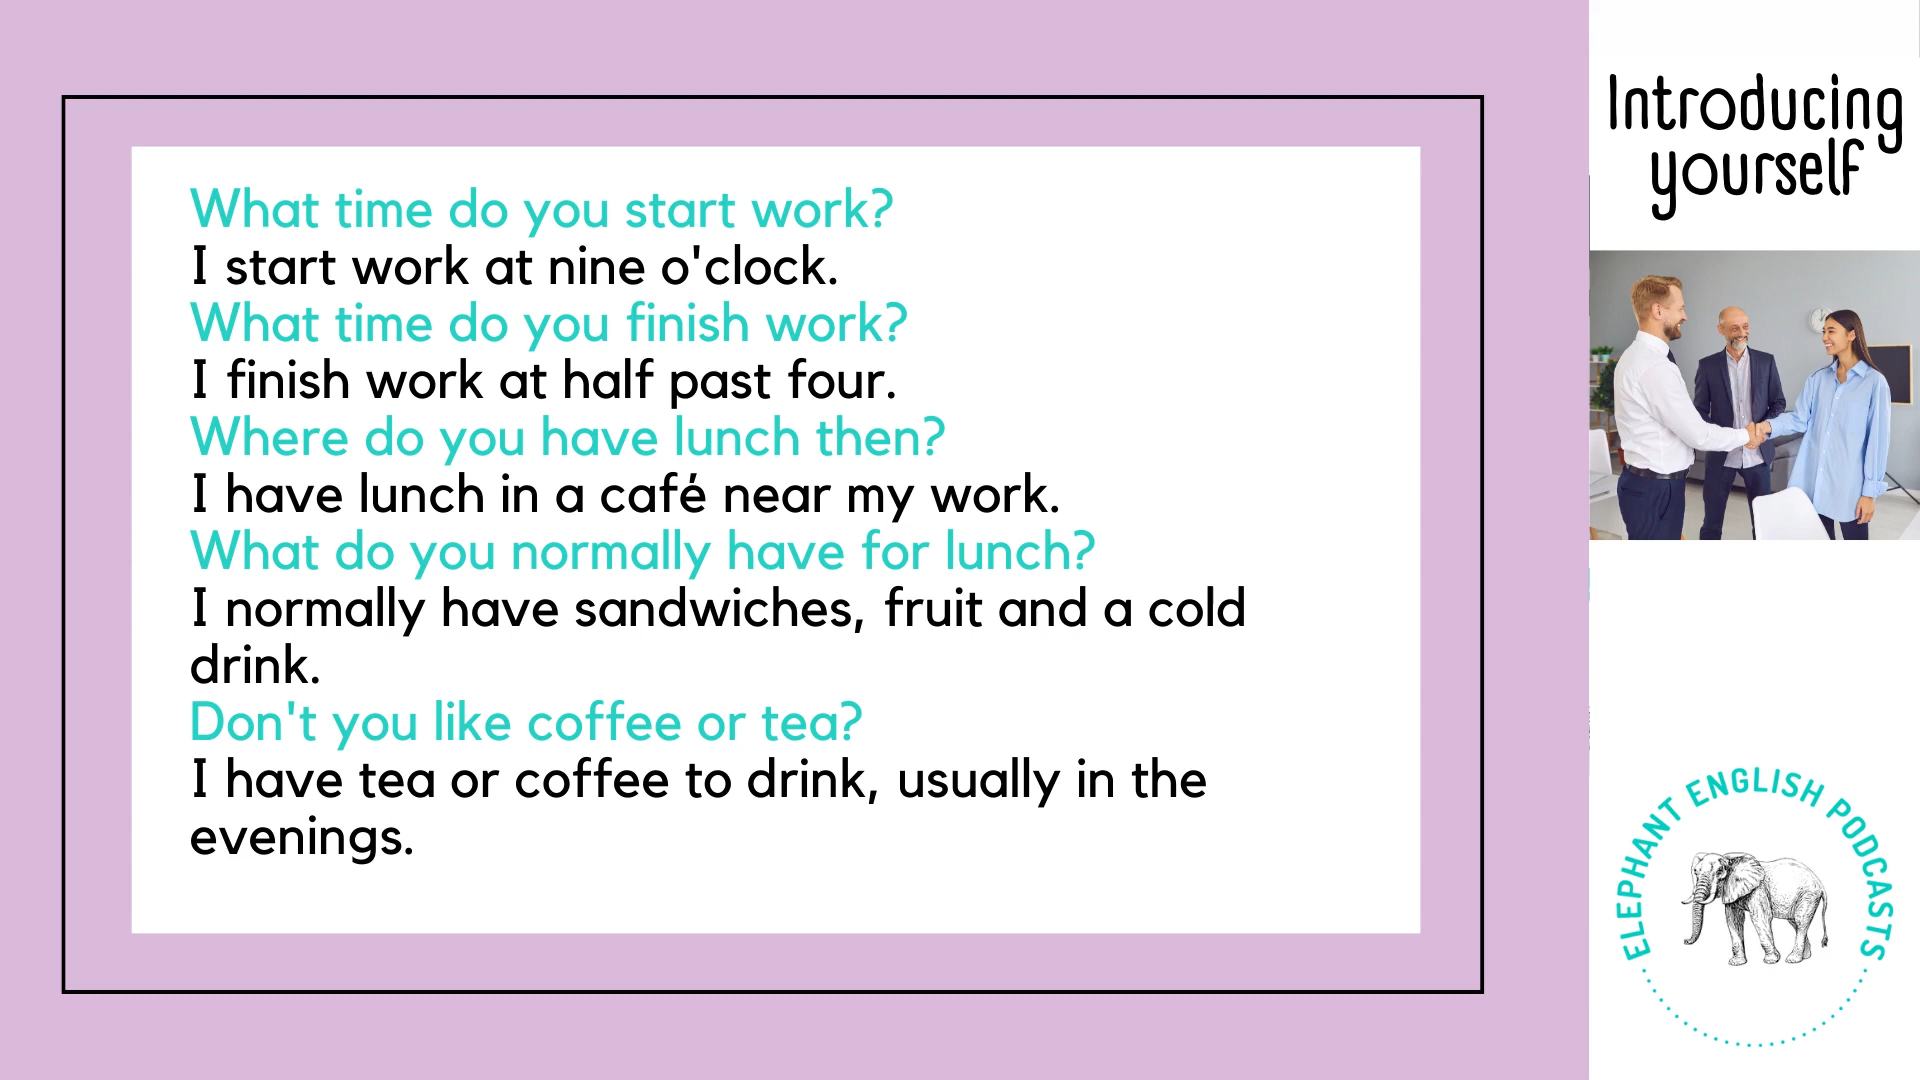 What time do you start work?
I start work at nine o'clock.
What time do you finish work?
I finish work at half past four.
Where do you have lunch then?
I have lunch in a café near my work.
What do you normally have for lunch?
I normally have sandwiches, fruit and a cold
drink.
Don't you like coffee or tea?
I have tea or coffee to drink, usually in the
evenings.
Introducing
yourself
ELEPHANT ENGLISH PODCASTS